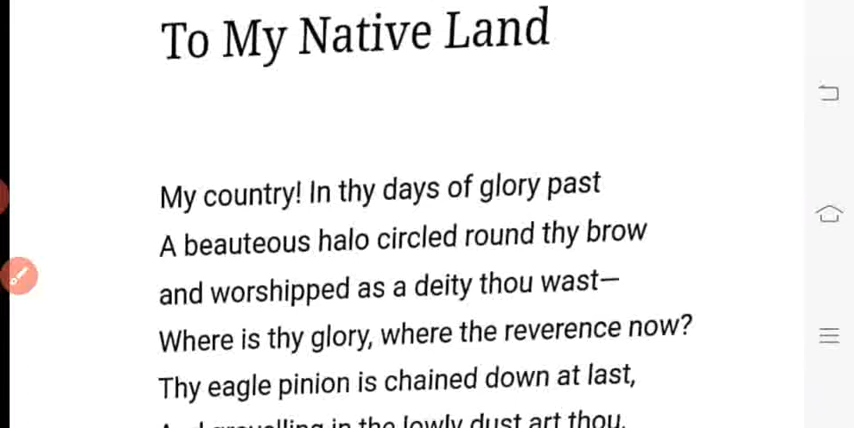 To My Native Land
My country! In thy days of glory past
A beauteous halo circled round thy brow
and worshipped as a deity thou wast—
Where is thy glory, where the reverence now?
Thy eagle pinion is chained down at last,
in the lowly dust art thou,